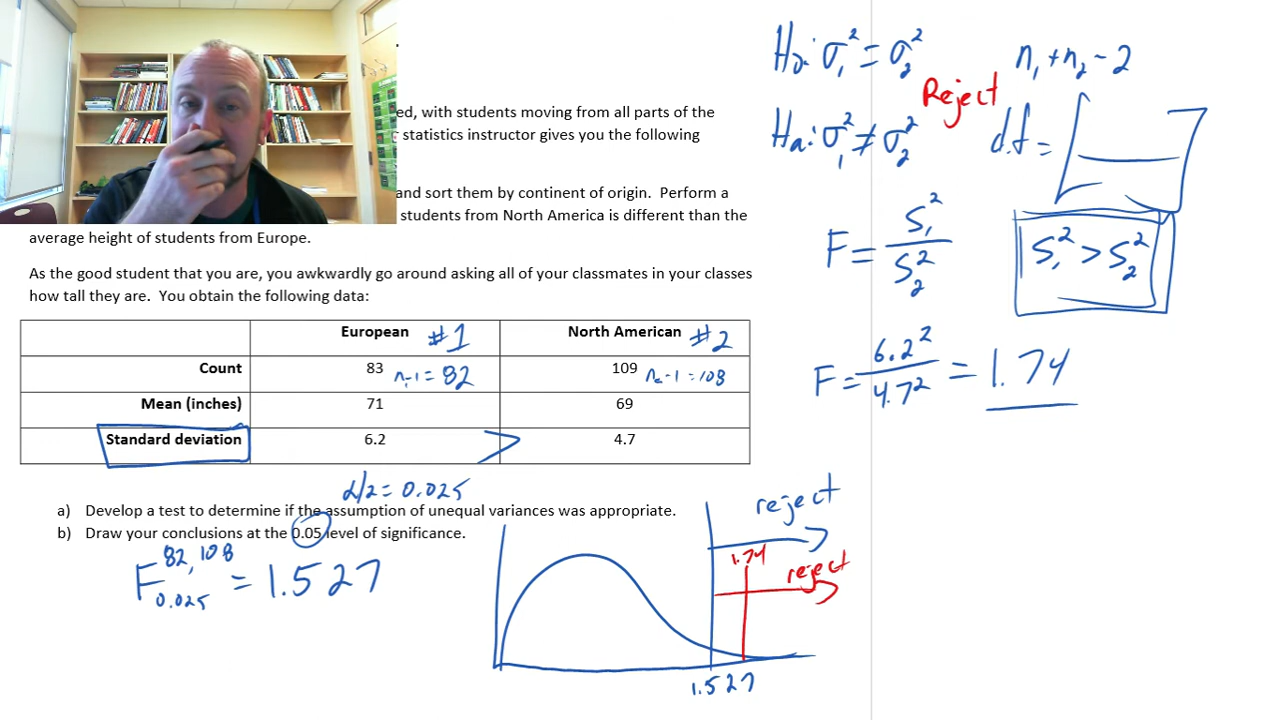 ed, with students moving from all parts of the
statistics instructor gives you the following
and sort them by continent of origin. Perform a
students from North America is different than the
average height of students from Europe.
As the good student that you are, you awkwardly go around asking all of your classmates in your classes
how tall they are. You obtain the following data:
European #1 North American #2
Count 83 n₁-1 = 82 109 n₂-1 = 108
Mean (inches) 71 69
Standard deviation 6.2 > 4.7
α/2 = 0.025
a) Develop a test to determine if the assumption of unequal variances was appropriate.
b) Draw your conclusions at the 0.05 level of significance.
F 82, 108 0.025 = 1.527
reject
1.74
reject
1.527
H₀: σ₁² = σ₂²
Reject
Ha: σ₁² ≠ σ₂²
n₁ + n₂ - 2
d.f =
F = S₁² / S₂²
S₁² > S₂²
F = 6.2² / 4.7² = 1.74